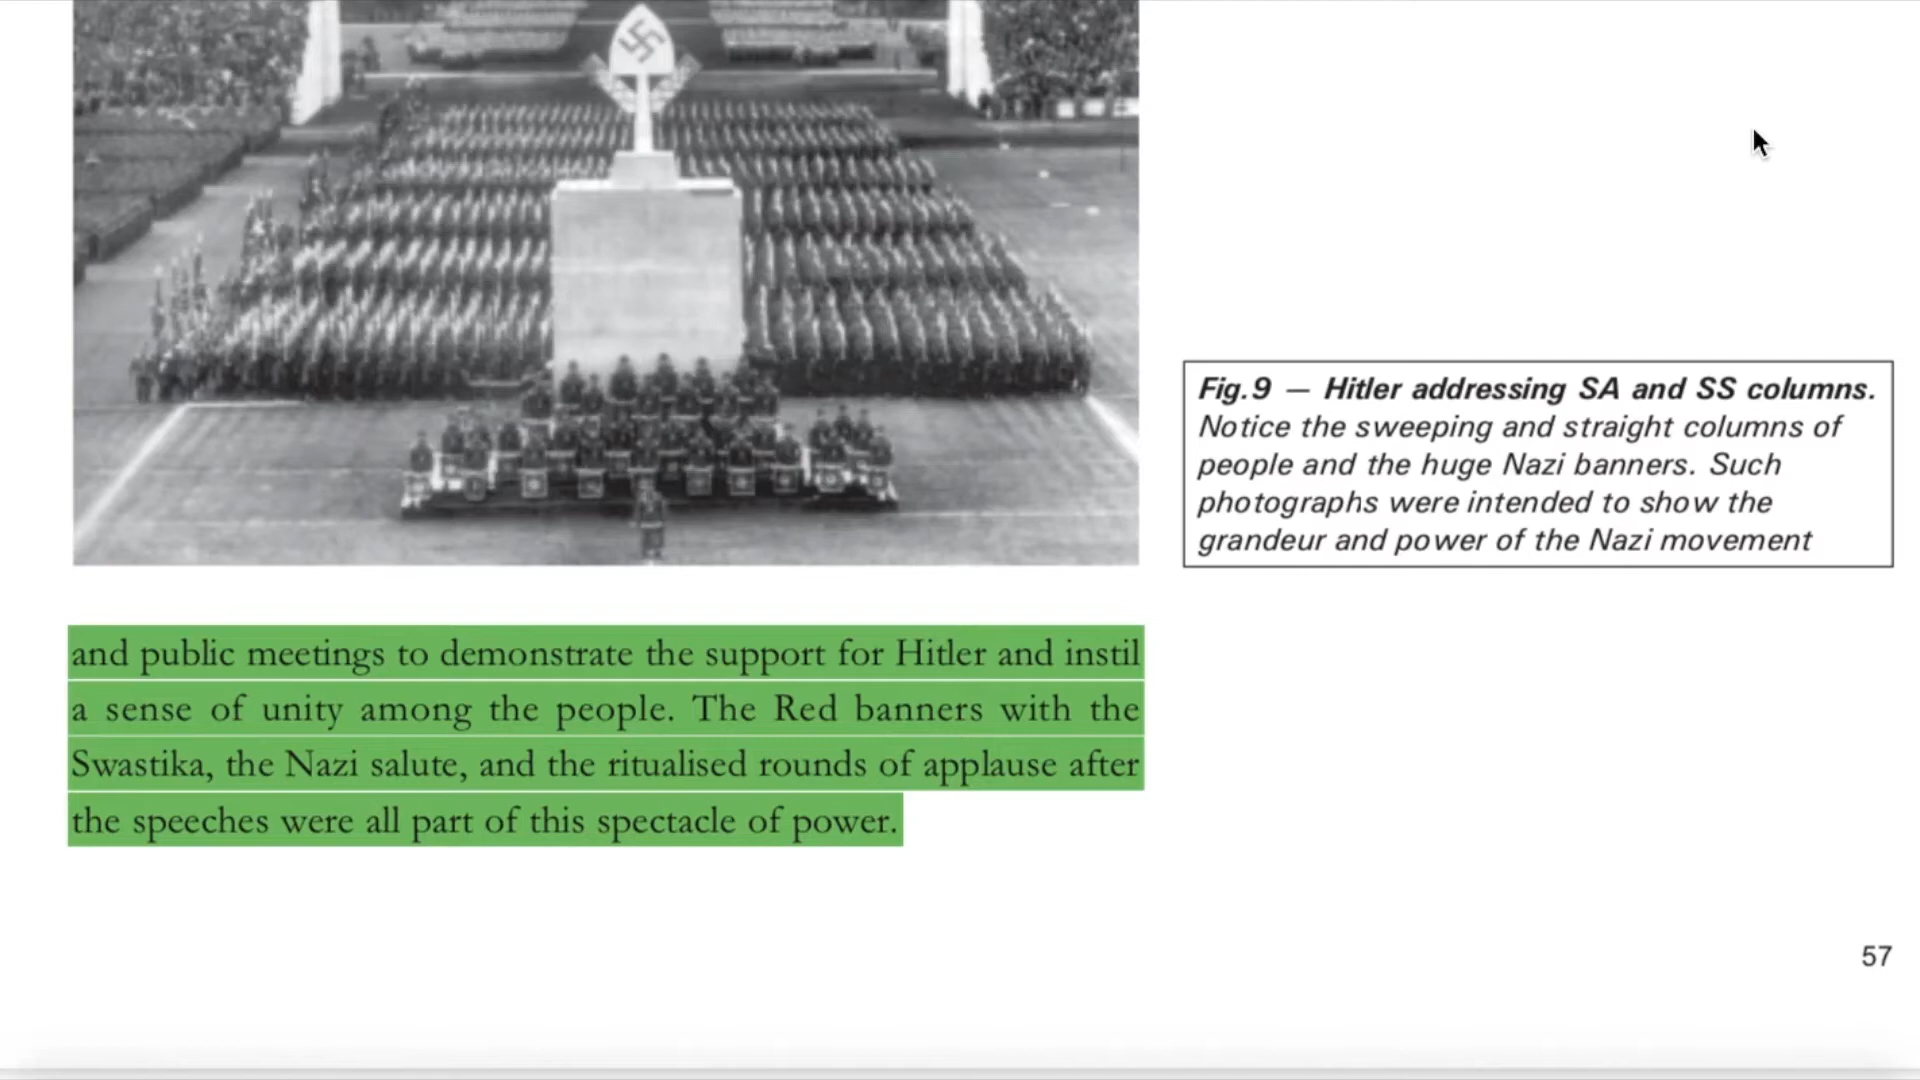 Fig.9 — Hitler addressing SA and SS columns.
Notice the sweeping and straight columns of
people and the huge Nazi banners. Such
photographs were intended to show the
grandeur and power of the Nazi movement
and public meetings to demonstrate the support for Hitler and instil
a sense of unity among the people. The Red banners with the
Swastika, the Nazi salute, and the ritualised rounds of applause after
the speeches were all part of this spectacle of power.
57